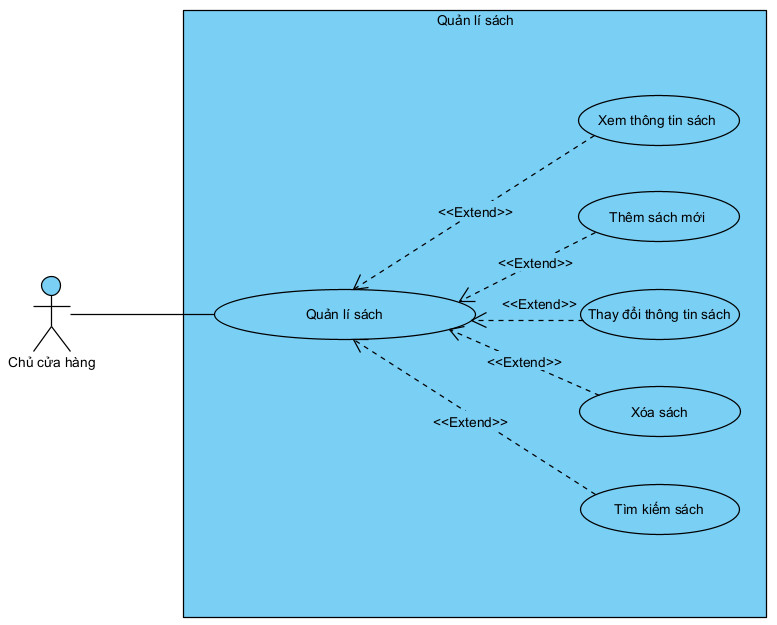 Quản lí sách
Xem thông tin sách
<<Extend>>
Thêm sách mới
<<Extend>>
<<Extend>>
Quản lí sách
Thay đổi thông tin sách
Chủ cửa hàng
<<Extend>>
Xóa sách
<<Extend>>
Tìm kiếm sách